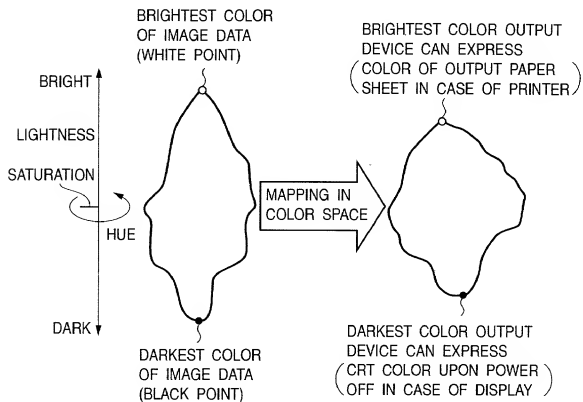 BRIGHTEST COLOR
OF IMAGE DATA
(WHITE POINT)
BRIGHTEST COLOR OUTPUT
DEVICE CAN EXPRESS
(COLOR OF OUTPUT PAPER
SHEET IN CASE OF PRINTER)
BRIGHT
LIGHTNESS
SATURATION
HUE
DARK
MAPPING IN
COLOR SPACE
DARKEST COLOR
OF IMAGE DATA
(BLACK POINT)
DARKEST COLOR OUTPUT
DEVICE CAN EXPRESS
(CRT COLOR UPON POWER
OFF IN CASE OF DISPLAY)